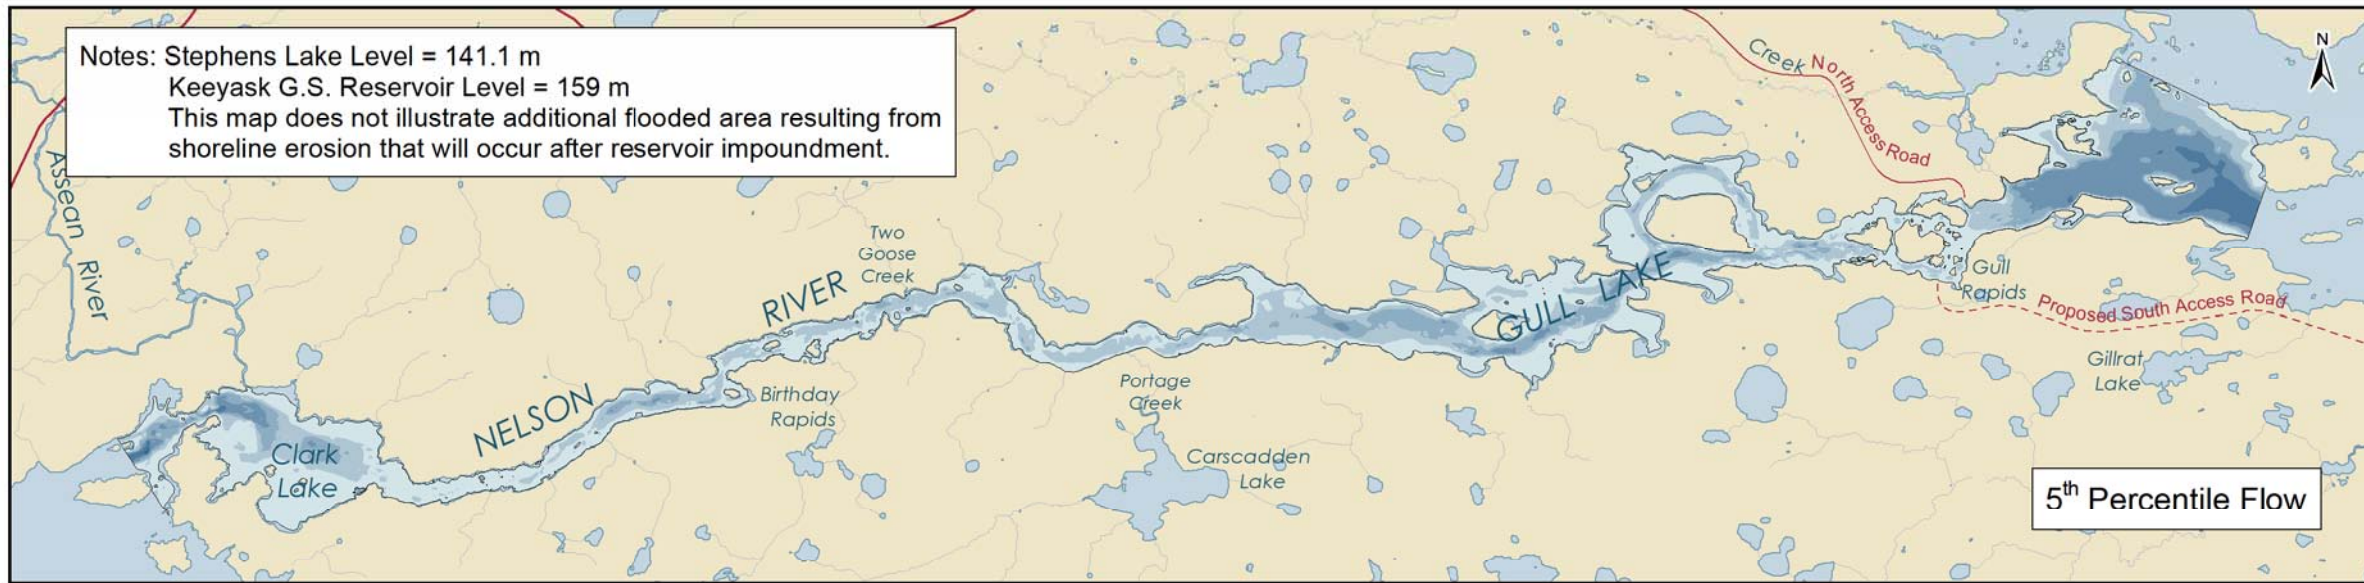 Notes: Stephens Lake Level = 141.1 m
Keeyask G.S. Reservoir Level = 159 m
This map does not illustrate additional flooded area resulting from
shoreline erosion that will occur after reservoir impoundment.
Assean River
Creek
North Access Road
N
Two
Goose
Creek
RIVER
NELSON
Birthday
Rapids
Clark
Lake
Portage
Creek
Carscadden
Lake
GULL LAKE
Gull
Rapids
Proposed South Access Road
Gillrat
Lake
5th Percentile Flow